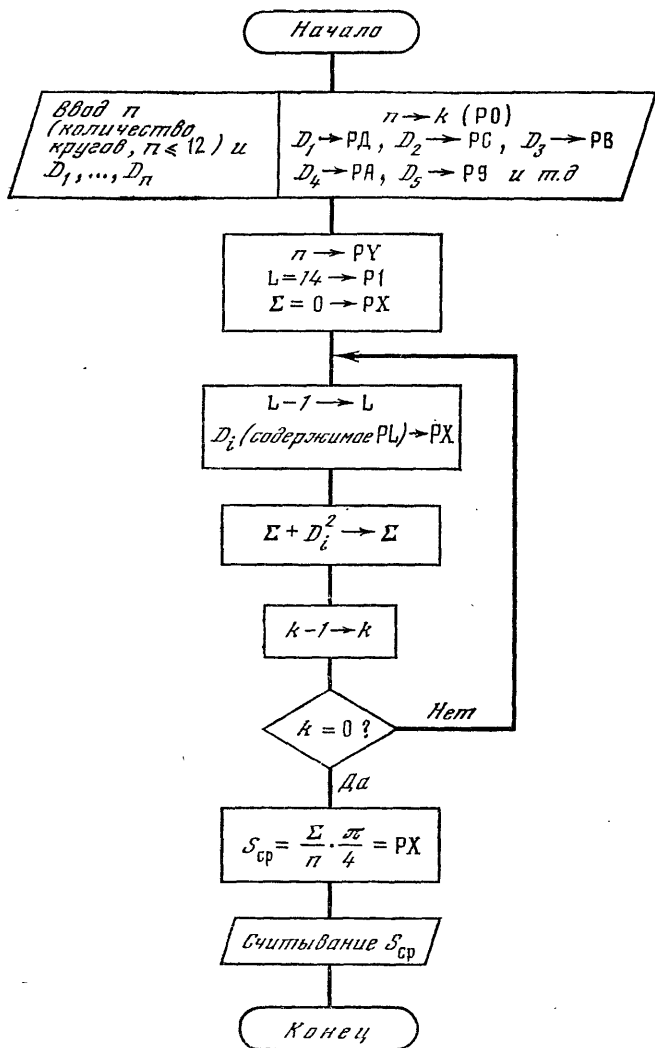 Начало
Ввод n
(количество
кругов, n ⩽ 12) и
D₁, ..., Dₙ
n → k (P0)
D₁ → PД, D₂ → PC, D₃ → PB
D₄ → PA, D₅ → P9 и т.д
n → PY
L = 14 → P1
Σ = 0 → PX
L − 1 → L
Dᵢ (содержимое PL) → PX
Σ + Dᵢ² → Σ
k − 1 → k
k = 0 ?
Нет
Да
Sср = Σ/n · π/4 = PX
Считывание Sср
Конец